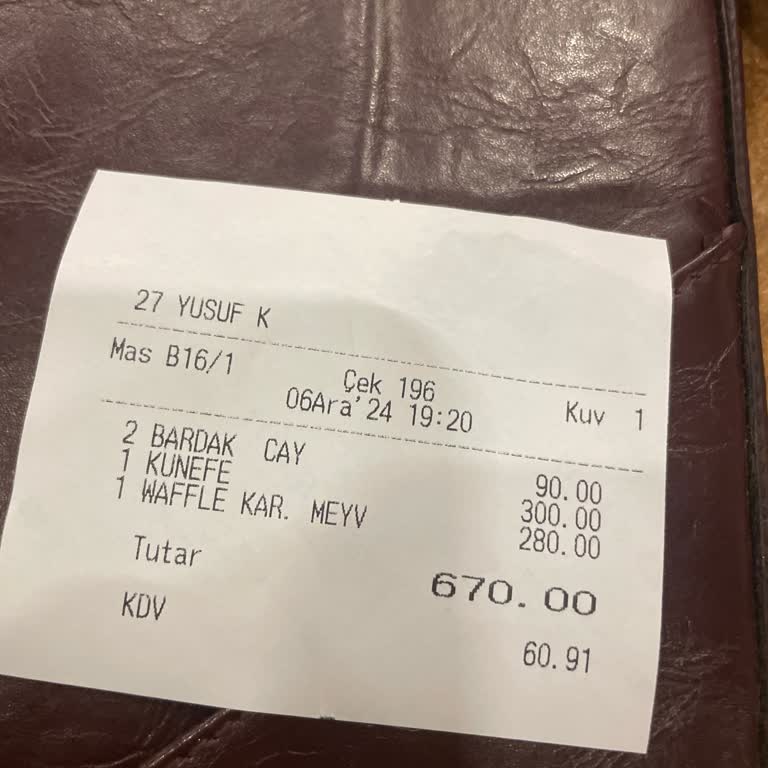 27 YUSUF K
Mas B16/1 Çek 196 Kuv 1
06Ara'24 19:20
2 BARDAK CAY 90.00
1 KUNEFE 300.00
1 WAFFLE KAR. MEYV 280.00
Tutar 670.00
KDV 60.91